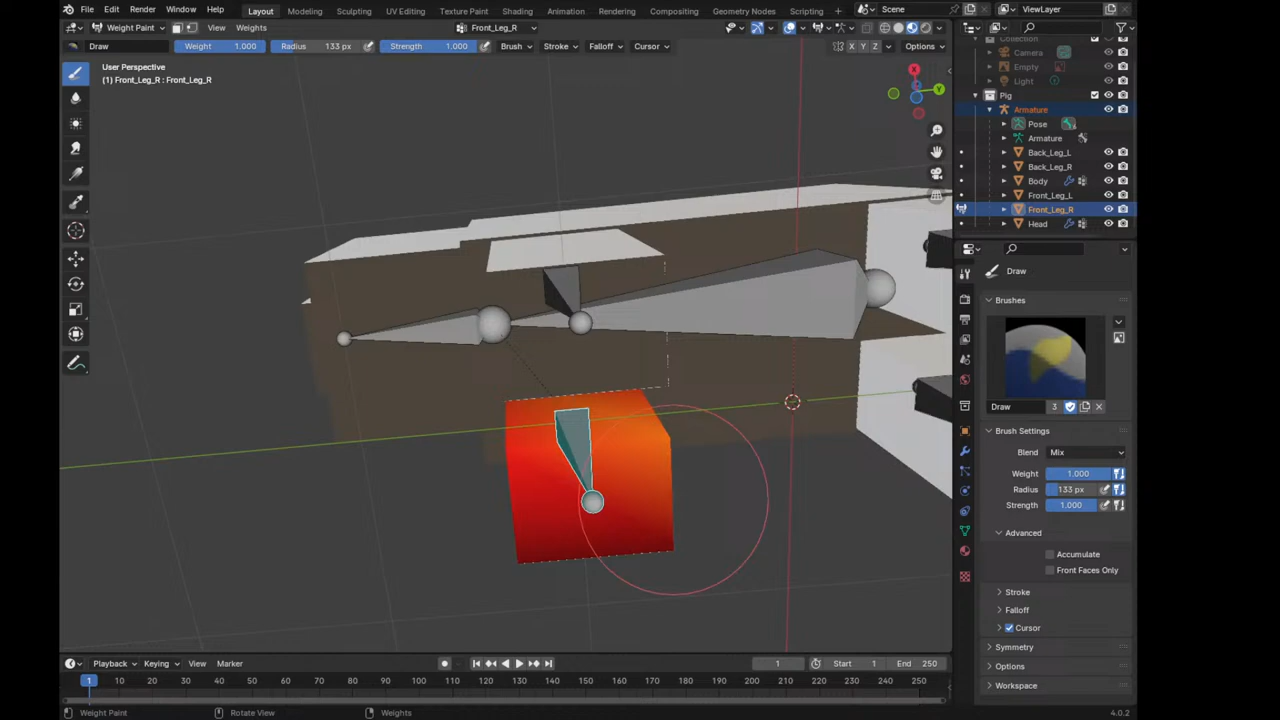 File Edit Render Window Help Layout Modeling Sculpting UV Editing Texture Paint Shading Animation Rendering Compositing Geometry Nodes Scripting Scene ViewLayer
Weight Paint View Weights Front_Leg_R
Draw Weight 1.000 Radius 133 px Strength 1.000 Brush Stroke Falloff Cursor X Y Z Options
User Perspective
(1) Front_Leg_R : Front_Leg_R
Y
Collection
Camera
Empty
Light
Pig
Armature
Pose
Armature
Back_Leg_L
Back_Leg_R
Body
Front_Leg_L
Front_Leg_R
Head
Draw
Brushes
Draw 3
Brush Settings
Blend Mix
Weight 1.000
Radius 133 px
Strength 1.000
Advanced
Accumulate
Front Faces Only
Stroke
Falloff
Cursor
Symmetry
Options
Workspace
Playback Keying View Marker 1 Start 1 End 250
1 10 20 30 40 50 60 70 80 90 100 110 120 130 140 150 160 170 180 190 200 210 220 230 240 250
Weight Paint Rotate View Weights 4.0.2